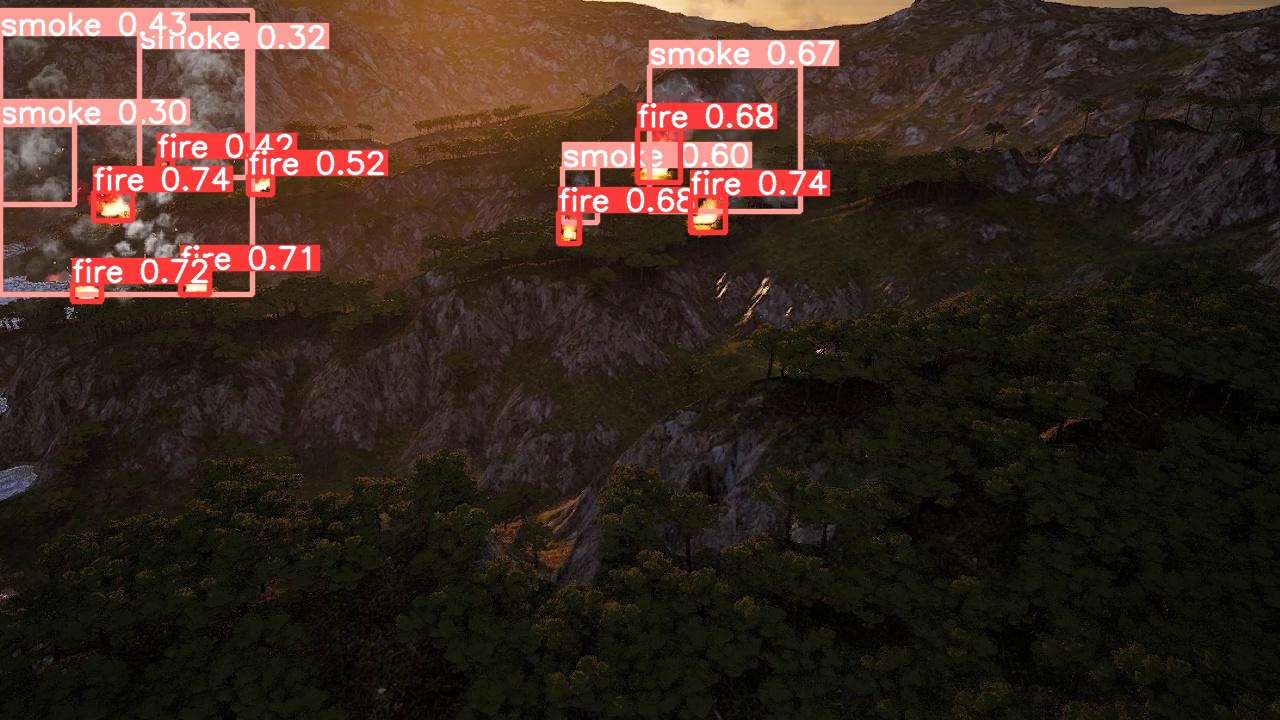 smoke 0.43
smoke 0.32
smoke 0.67
smoke 0.30
fire 0.68
fire 0.42
fire 0.52
smoke 0.60
fire 0.74
fire 0.74
fire 0.68
fire 0.71
fire 0.72